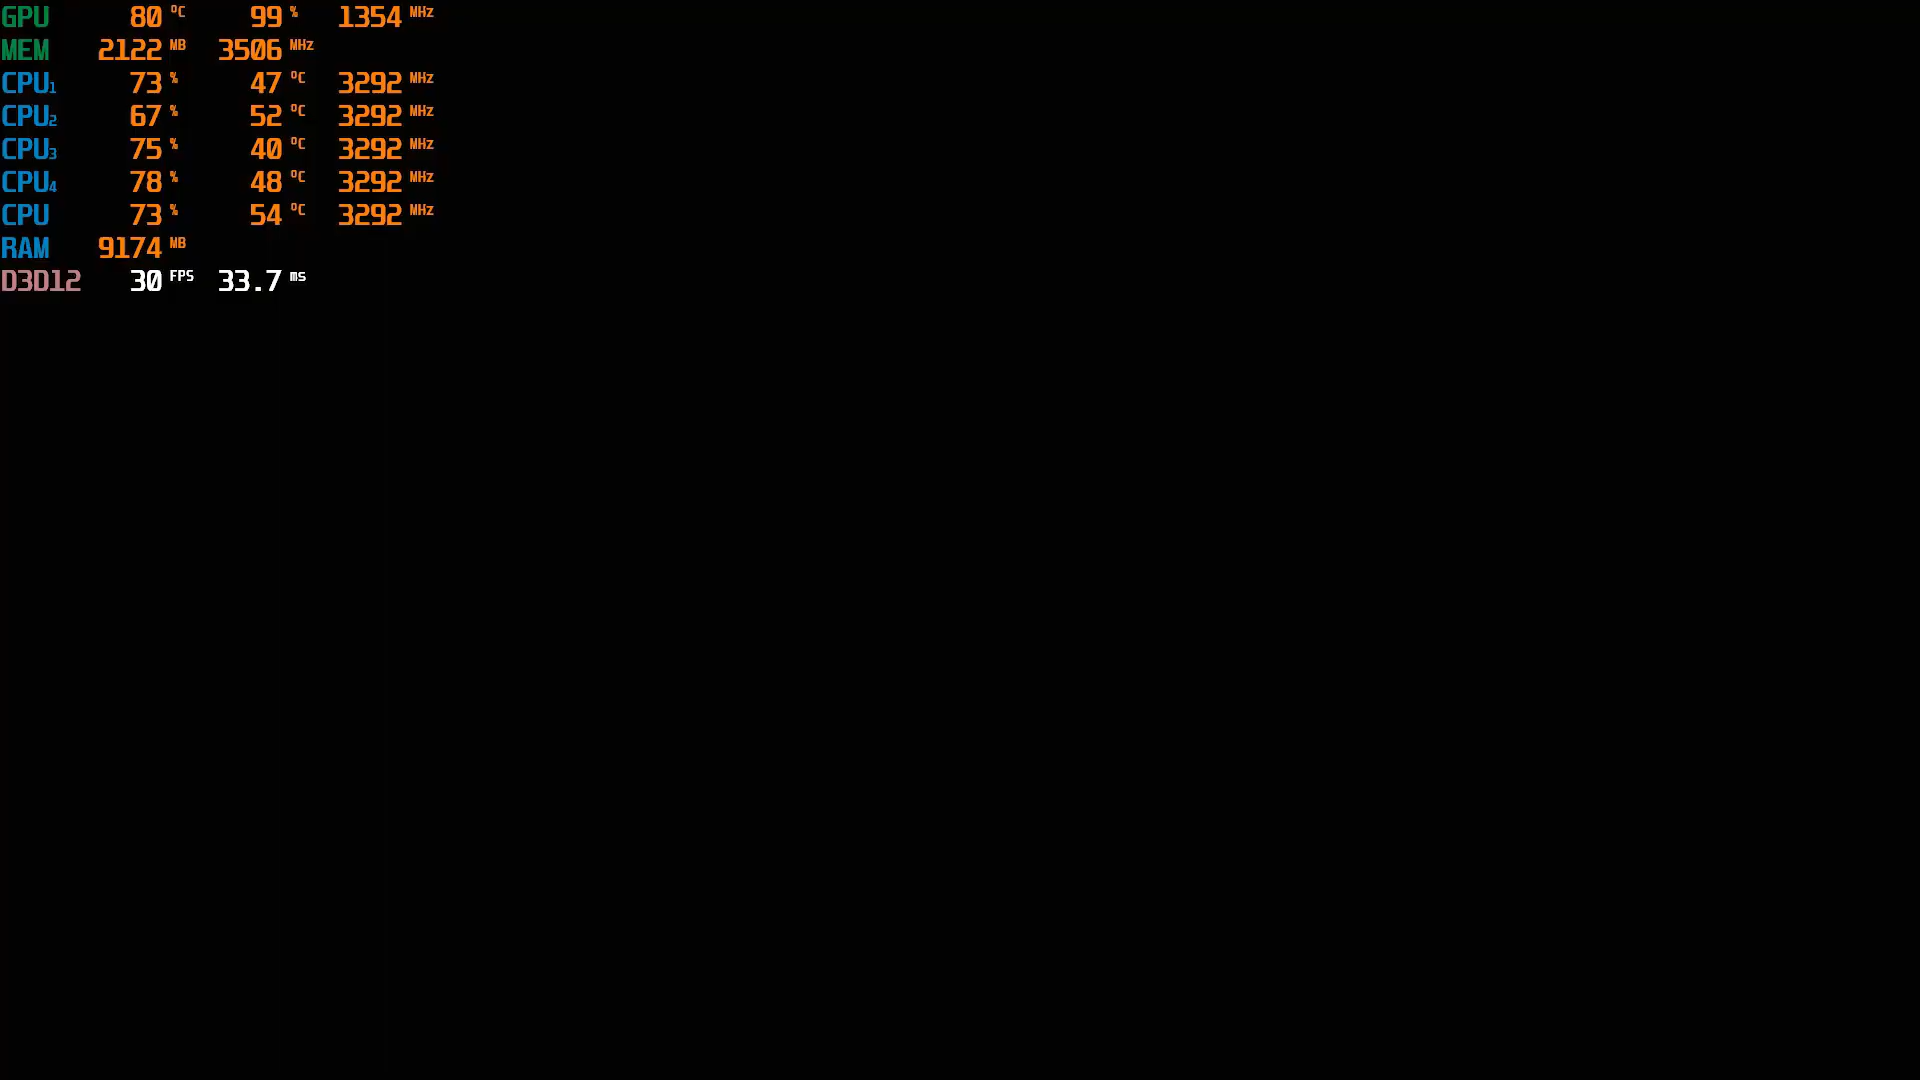 GPU 80 °C 99 % 1354 MHz
MEM 2122 MB 3506 MHz
CPU1 73 % 47 °C 3292 MHz
CPU2 67 % 52 °C 3292 MHz
CPU3 75 % 40 °C 3292 MHz
CPU4 78 % 48 °C 3292 MHz
CPU 73 % 54 °C 3292 MHz
RAM 9174 MB
D3D12 30 FPS 33.7 ms